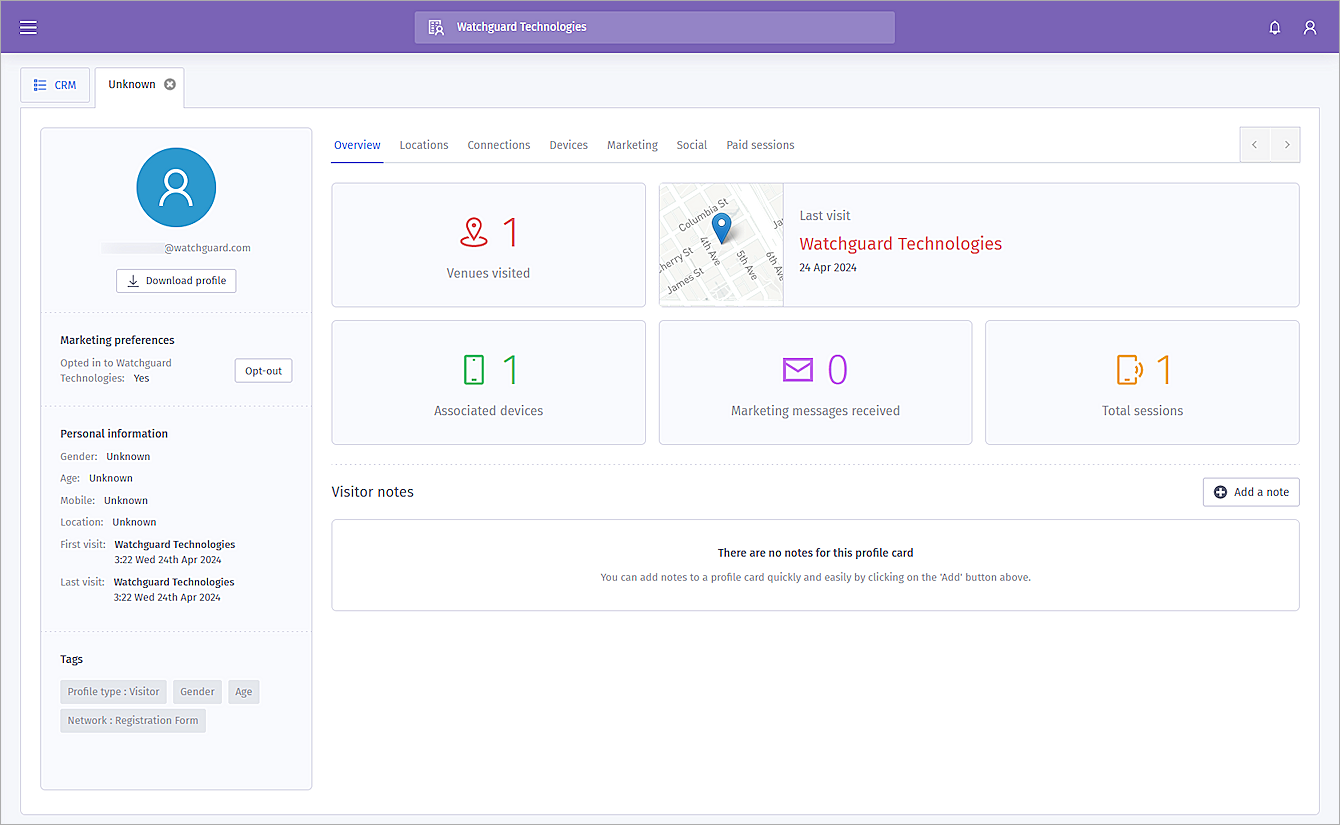 Watchguard Technologies
CRM
Unknown
@watchguard.com
Download profile
Marketing preferences
Opted in to Watchguard
Technologies: Yes
Opt-out
Personal information
Gender: Unknown
Age: Unknown
Mobile: Unknown
Location: Unknown
First visit: Watchguard Technologies
3:22 Wed 24th Apr 2024
Last visit: Watchguard Technologies
3:22 Wed 24th Apr 2024
Tags
Profile type : Visitor Gender Age
Network : Registration Form
Overview Locations Connections Devices Marketing Social Paid sessions
1
Venues visited
Columbia St
4th Ave
5th Ave
6th Av
herry St
James St
Ja
Last visit
Watchguard Technologies
24 Apr 2024
1
Associated devices
0
Marketing messages received
1
Total sessions
Visitor notes
Add a note
There are no notes for this profile card
You can add notes to a profile card quickly and easily by clicking on the 'Add' button above.